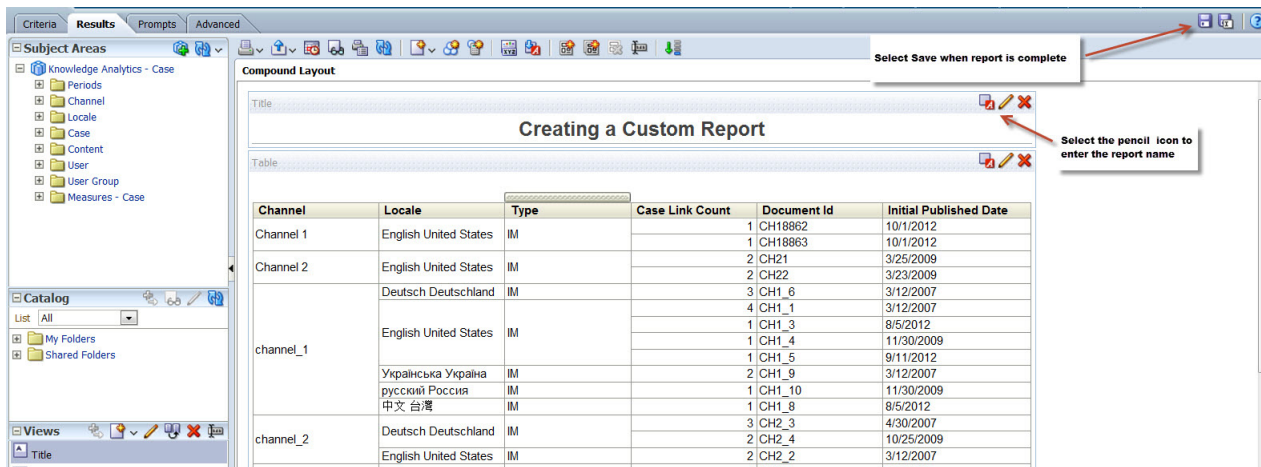 Criteria Results Prompts Advanced
Subject Areas
Knowledge Analytics - Case
Periods
Channel
Locale
Case
Content
User
User Group
Measures - Case
Catalog
List All
My Folders
Shared Folders
Views
Title
Compound Layout
Select Save when report is complete
Title
Creating a Custom Report
Select the pencil icon to
enter the report name
Table
Channel Locale Type Case Link Count Document Id Initial Published Date
Channel 1 English United States IM 1 CH18862 10/1/2012
1 CH18863 10/1/2012
Channel 2 English United States IM 2 CH21 3/25/2009
2 CH22 3/23/2009
channel_1 Deutsch Deutschland IM 3 CH1_6 3/12/2007
English United States IM 4 CH1_1 3/12/2007
1 CH1_3 8/5/2012
1 CH1_4 11/30/2009
1 CH1_5 9/11/2012
Українська Україна IM 2 CH1_9 3/12/2007
русский Россия IM 1 CH1_10 11/30/2009
中文 台灣 IM 1 CH1_8 8/5/2012
channel_2 Deutsch Deutschland IM 3 CH2_3 4/30/2007
2 CH2_4 10/25/2009
English United States IM 2 CH2_2 3/12/2007